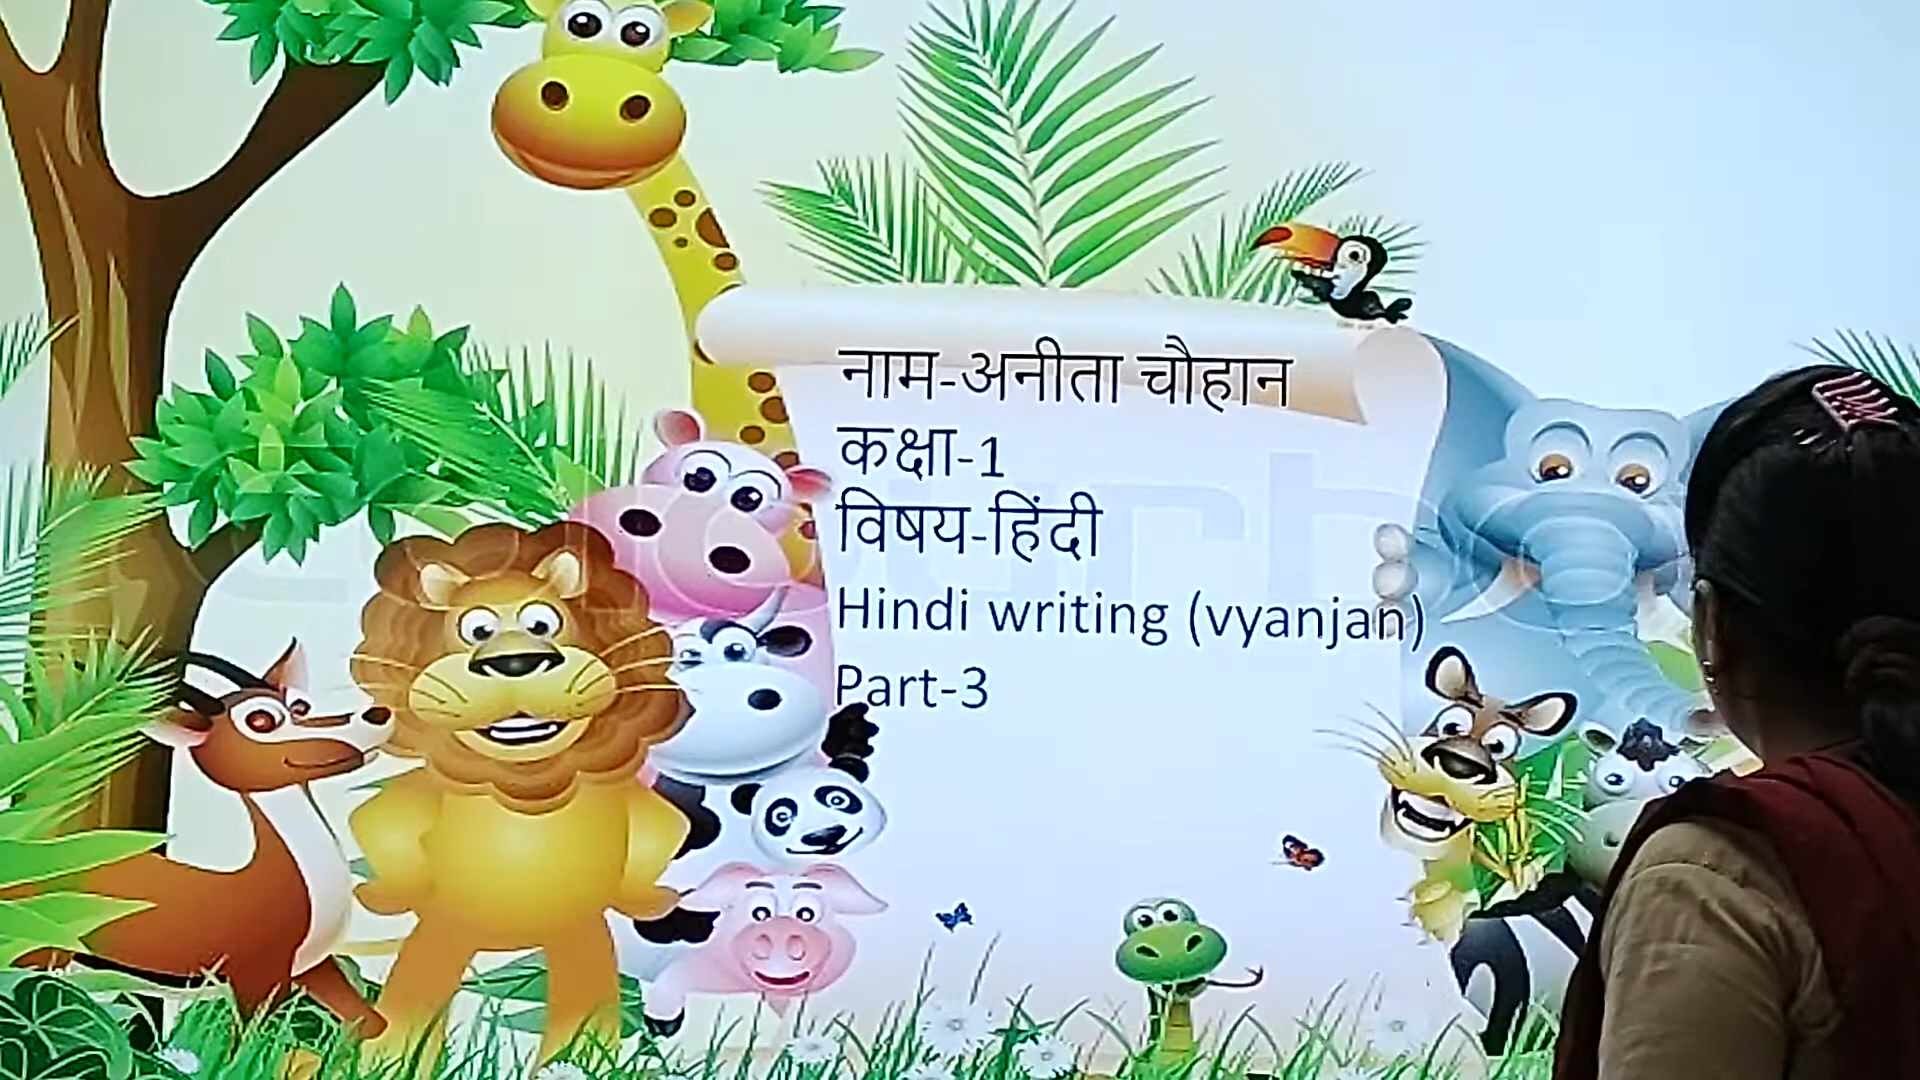 नाम-अनीता चौहान
कक्षा-1
विषय-हिंदी
Hindi writing (vyanjan)
Part-3